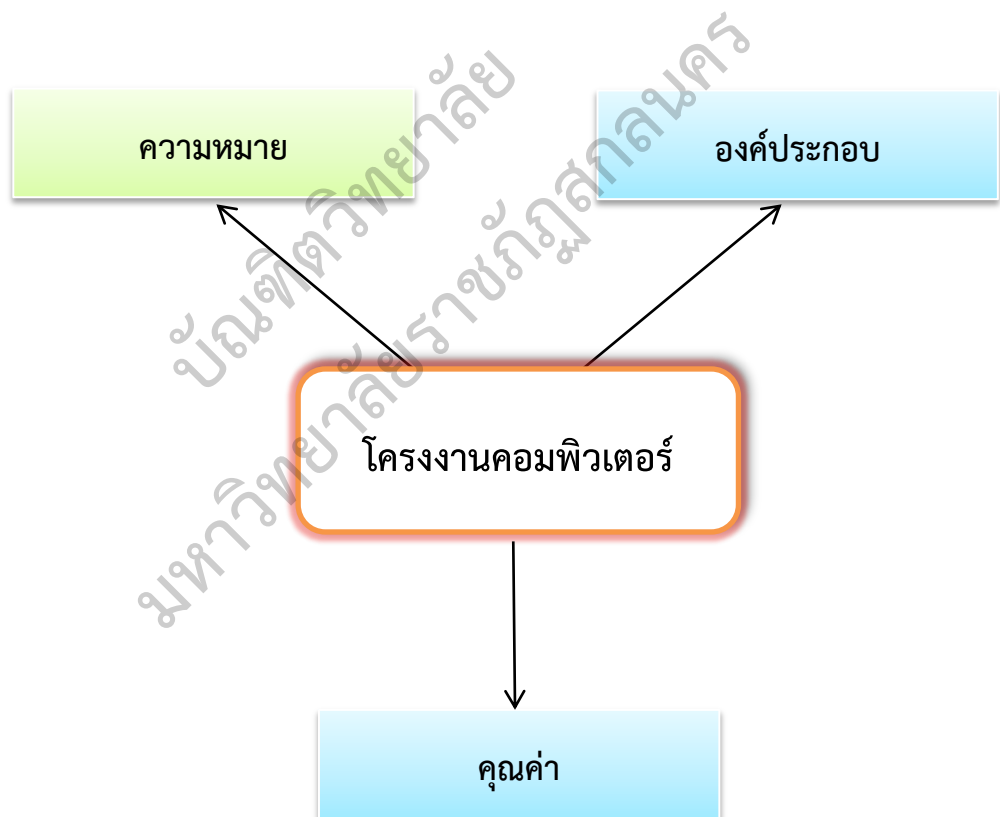 ความหมาย
องค์ประกอบ
โครงงานคอมพิวเตอร์
คุณค่า
บัณฑิตวิทยาลัย
มหาวิทยาลัยราชภัฏสกลนคร